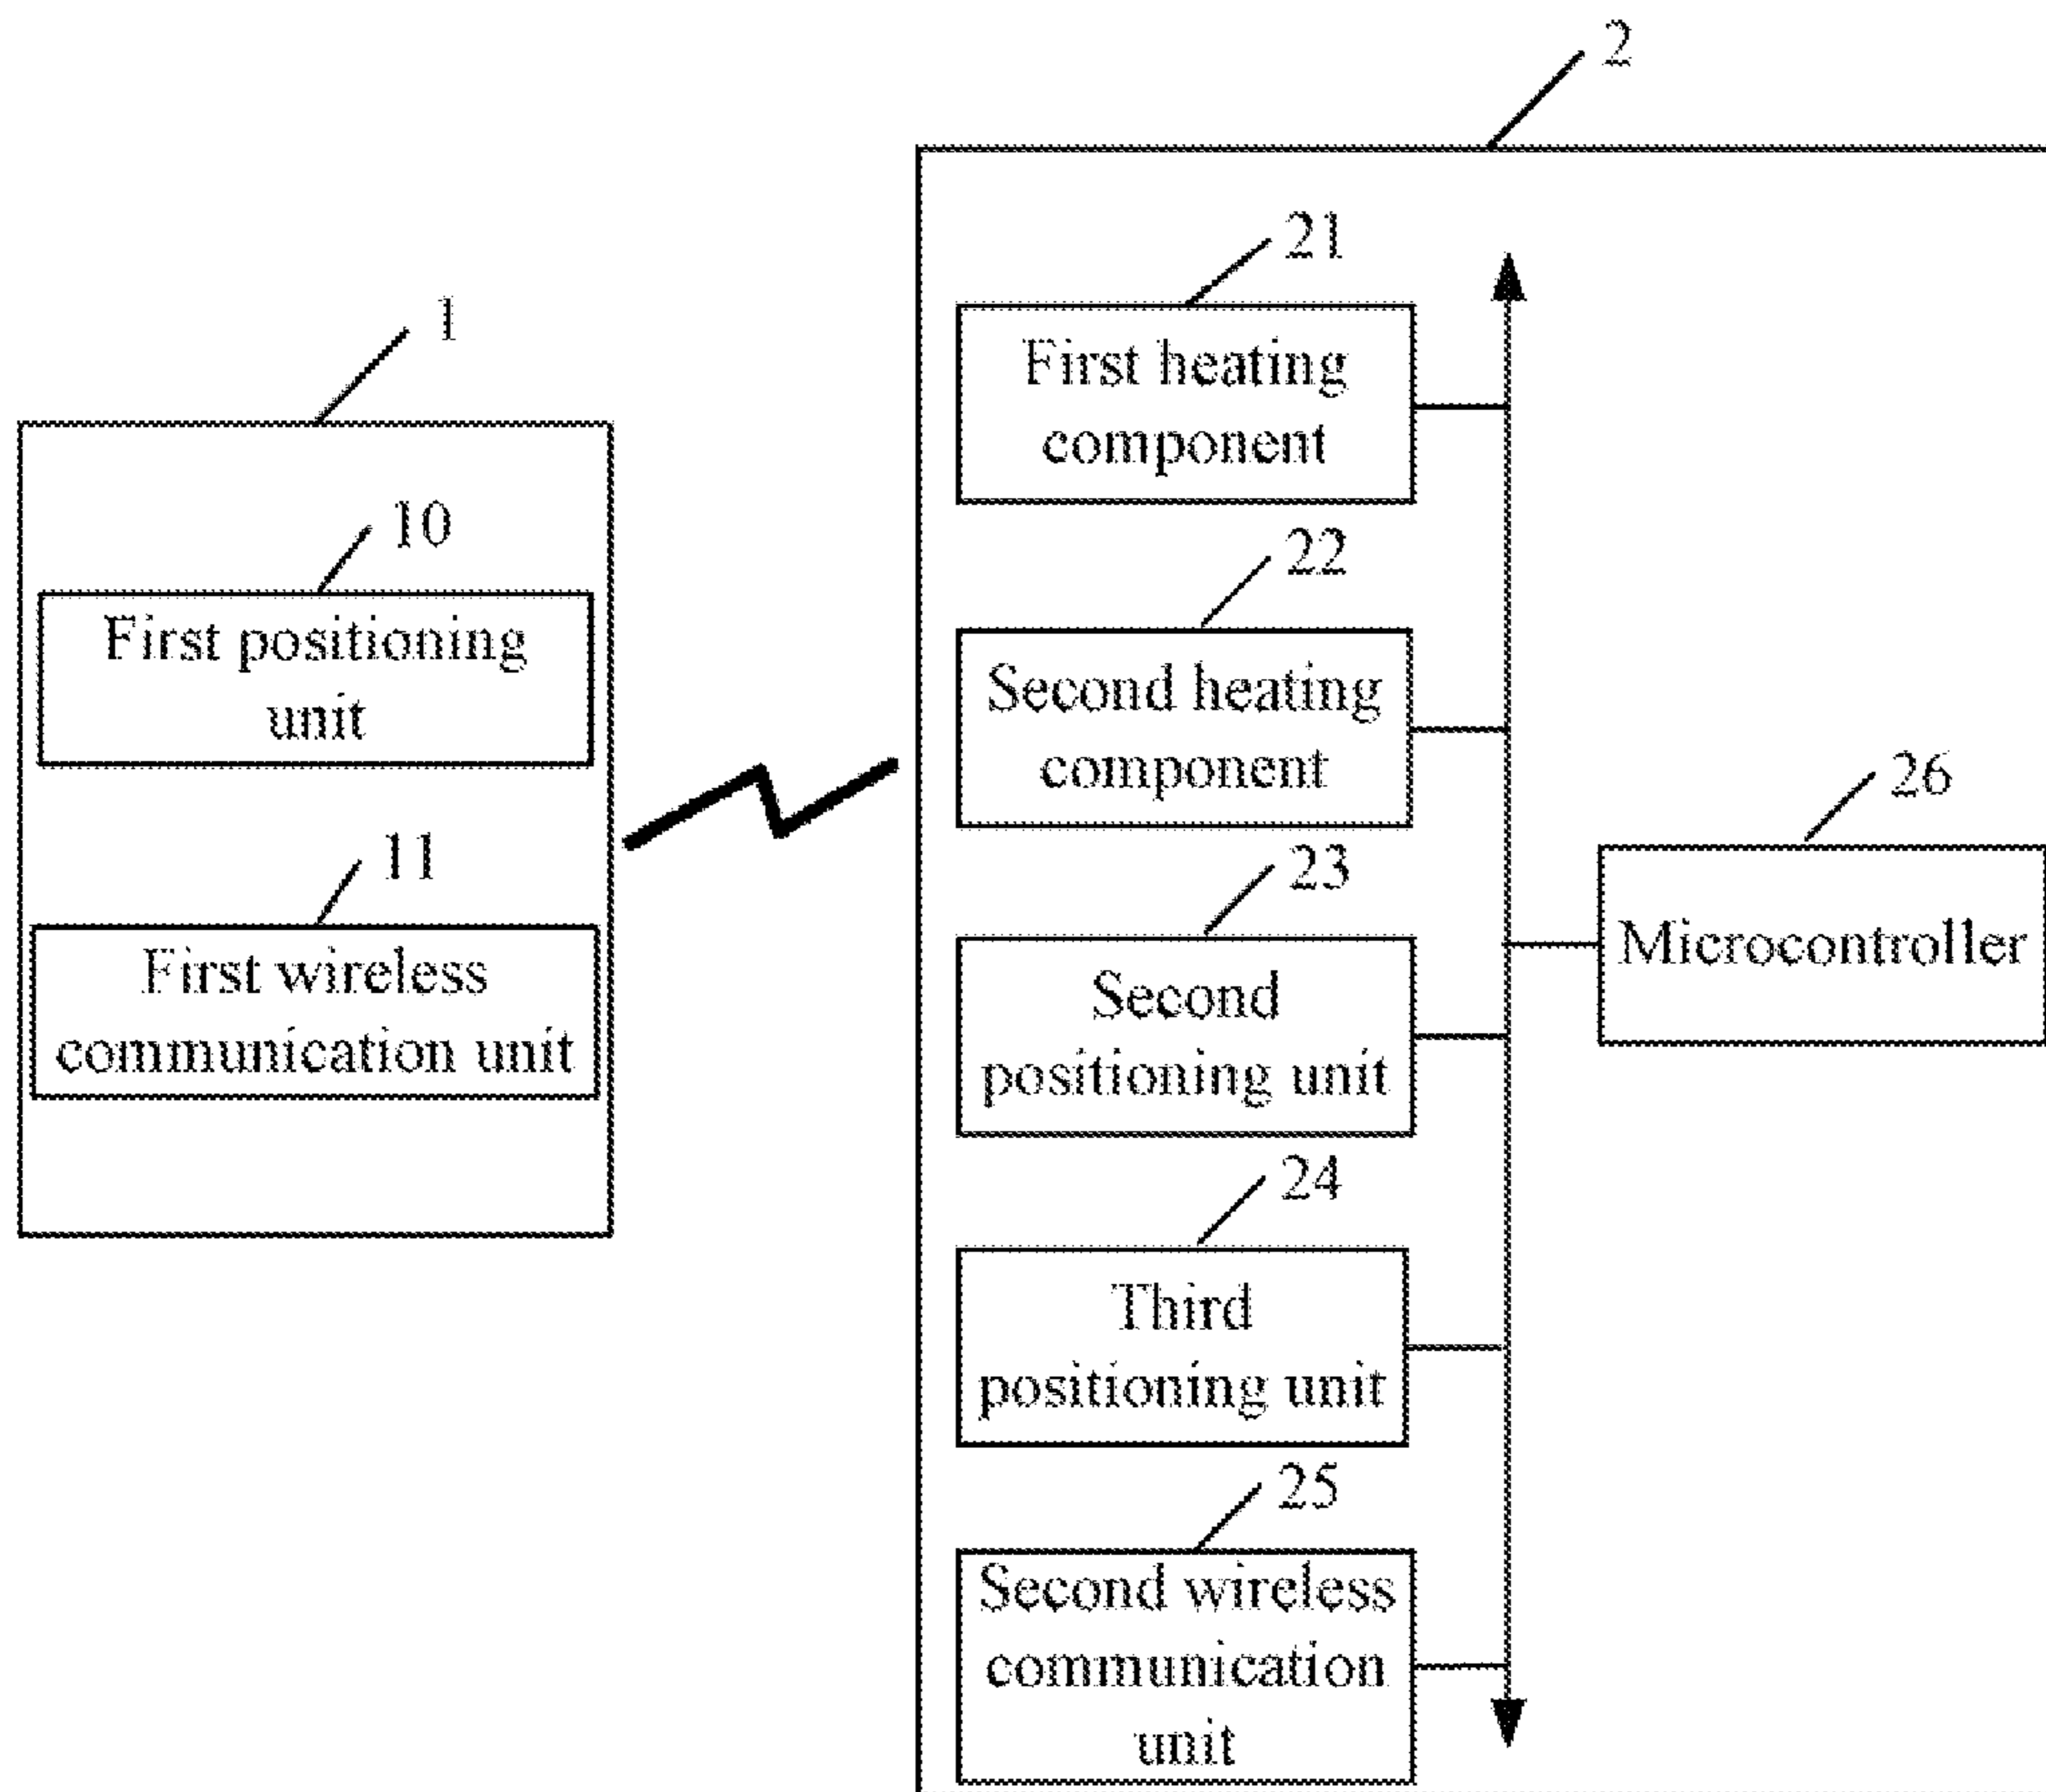 2
1
10
First positioning
unit
11
First wireless
communication unit
21
First heating
component
22
Second heating
component
23
Second
positioning unit
24
Third
positioning unit
25
Second wireless
communication
unit
26
Microcontroller